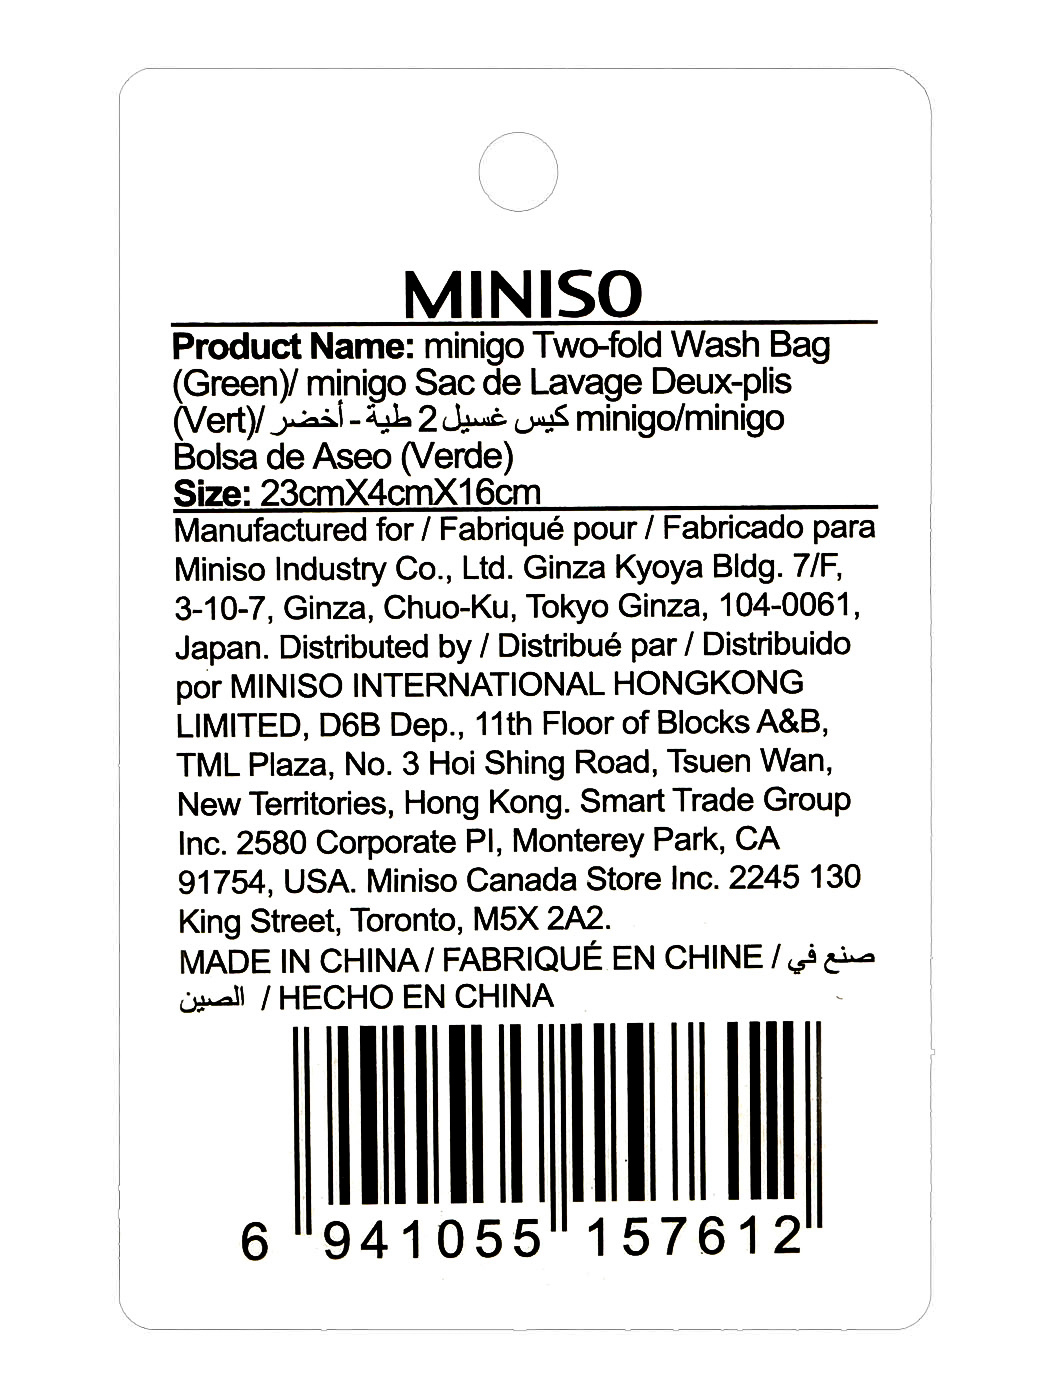 MINISO
Product Name: minigo Two-fold Wash Bag
(Green)/ minigo Sac de Lavage Deux-plis
(Vert)/ كيس غسيل 2 طية - أخضر minigo/minigo
Bolsa de Aseo (Verde)
Size: 23cmX4cmX16cm
Manufactured for / Fabriqué pour / Fabricado para
Miniso Industry Co., Ltd. Ginza Kyoya Bldg. 7/F,
3-10-7, Ginza, Chuo-Ku, Tokyo Ginza, 104-0061,
Japan. Distributed by / Distribué par / Distribuido
por MINISO INTERNATIONAL HONGKONG
LIMITED, D6B Dep., 11th Floor of Blocks A&B,
TML Plaza, No. 3 Hoi Shing Road, Tsuen Wan,
New Territories, Hong Kong. Smart Trade Group
Inc. 2580 Corporate Pl, Monterey Park, CA
91754, USA. Miniso Canada Store Inc. 2245 130
King Street, Toronto, M5X 2A2.
MADE IN CHINA / FABRIQUÉ EN CHINE / صنع في
الصين / HECHO EN CHINA
6 941055 157612